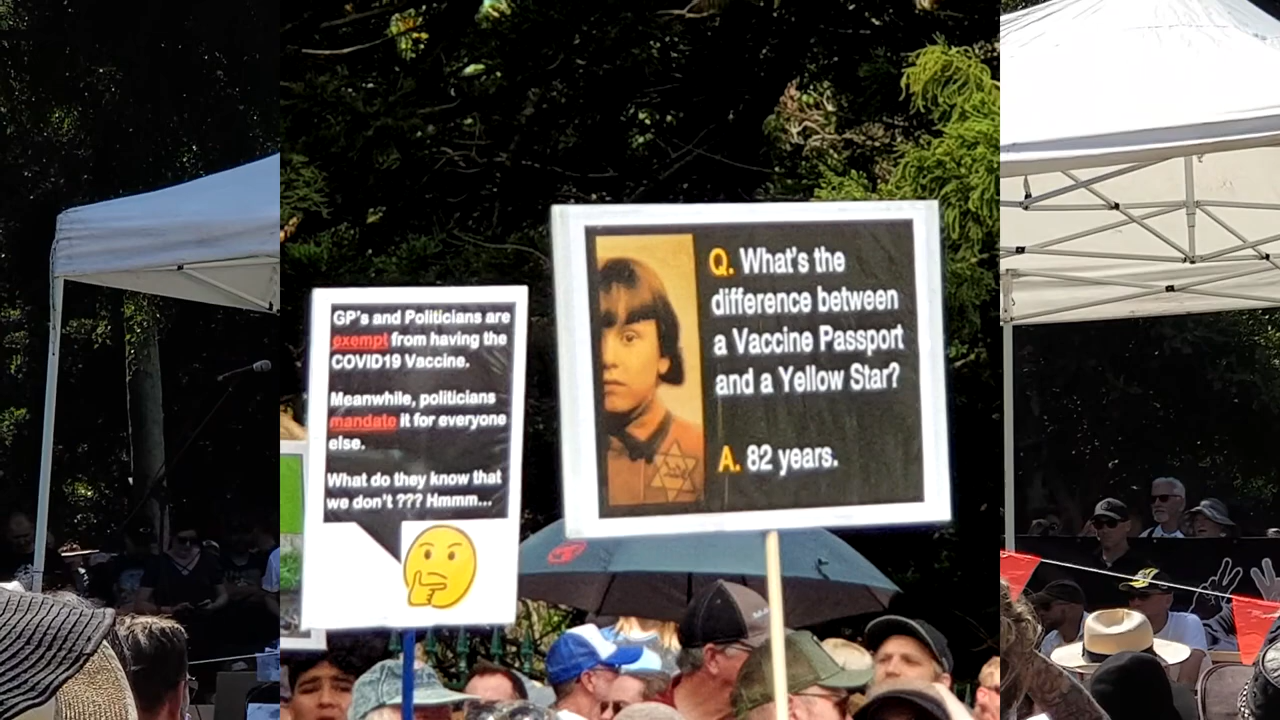 GP's and Politicians are
exempt from having the
COVID19 Vaccine.
Meanwhile, politicians
mandate it for everyone
else.
What do they know that
we don't ??? Hmmm...
Q. What's the
difference between
a Vaccine Passport
and a Yellow Star?
A. 82 years.